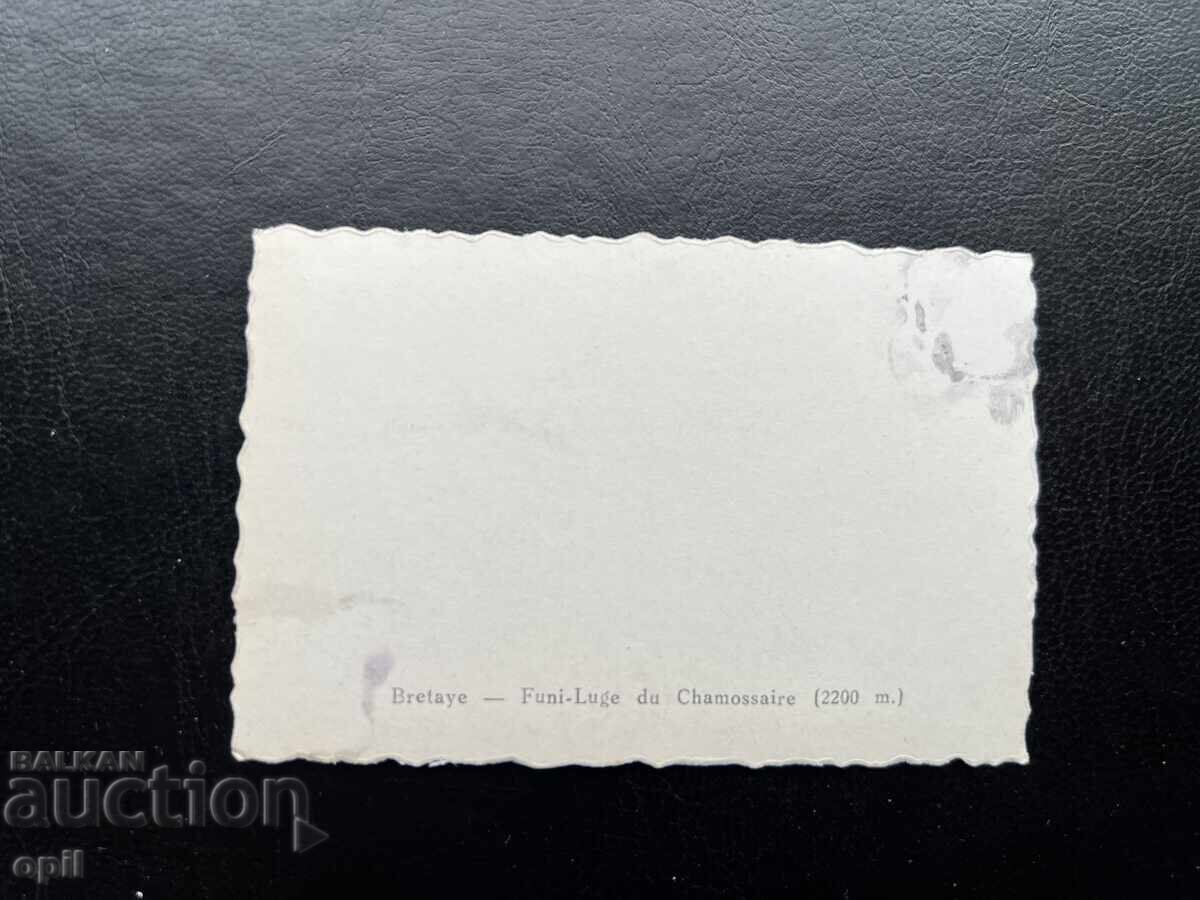 Bretaye — Funi-Luge du Chamossaire (2200 m.)
BALKAN
auction
opil